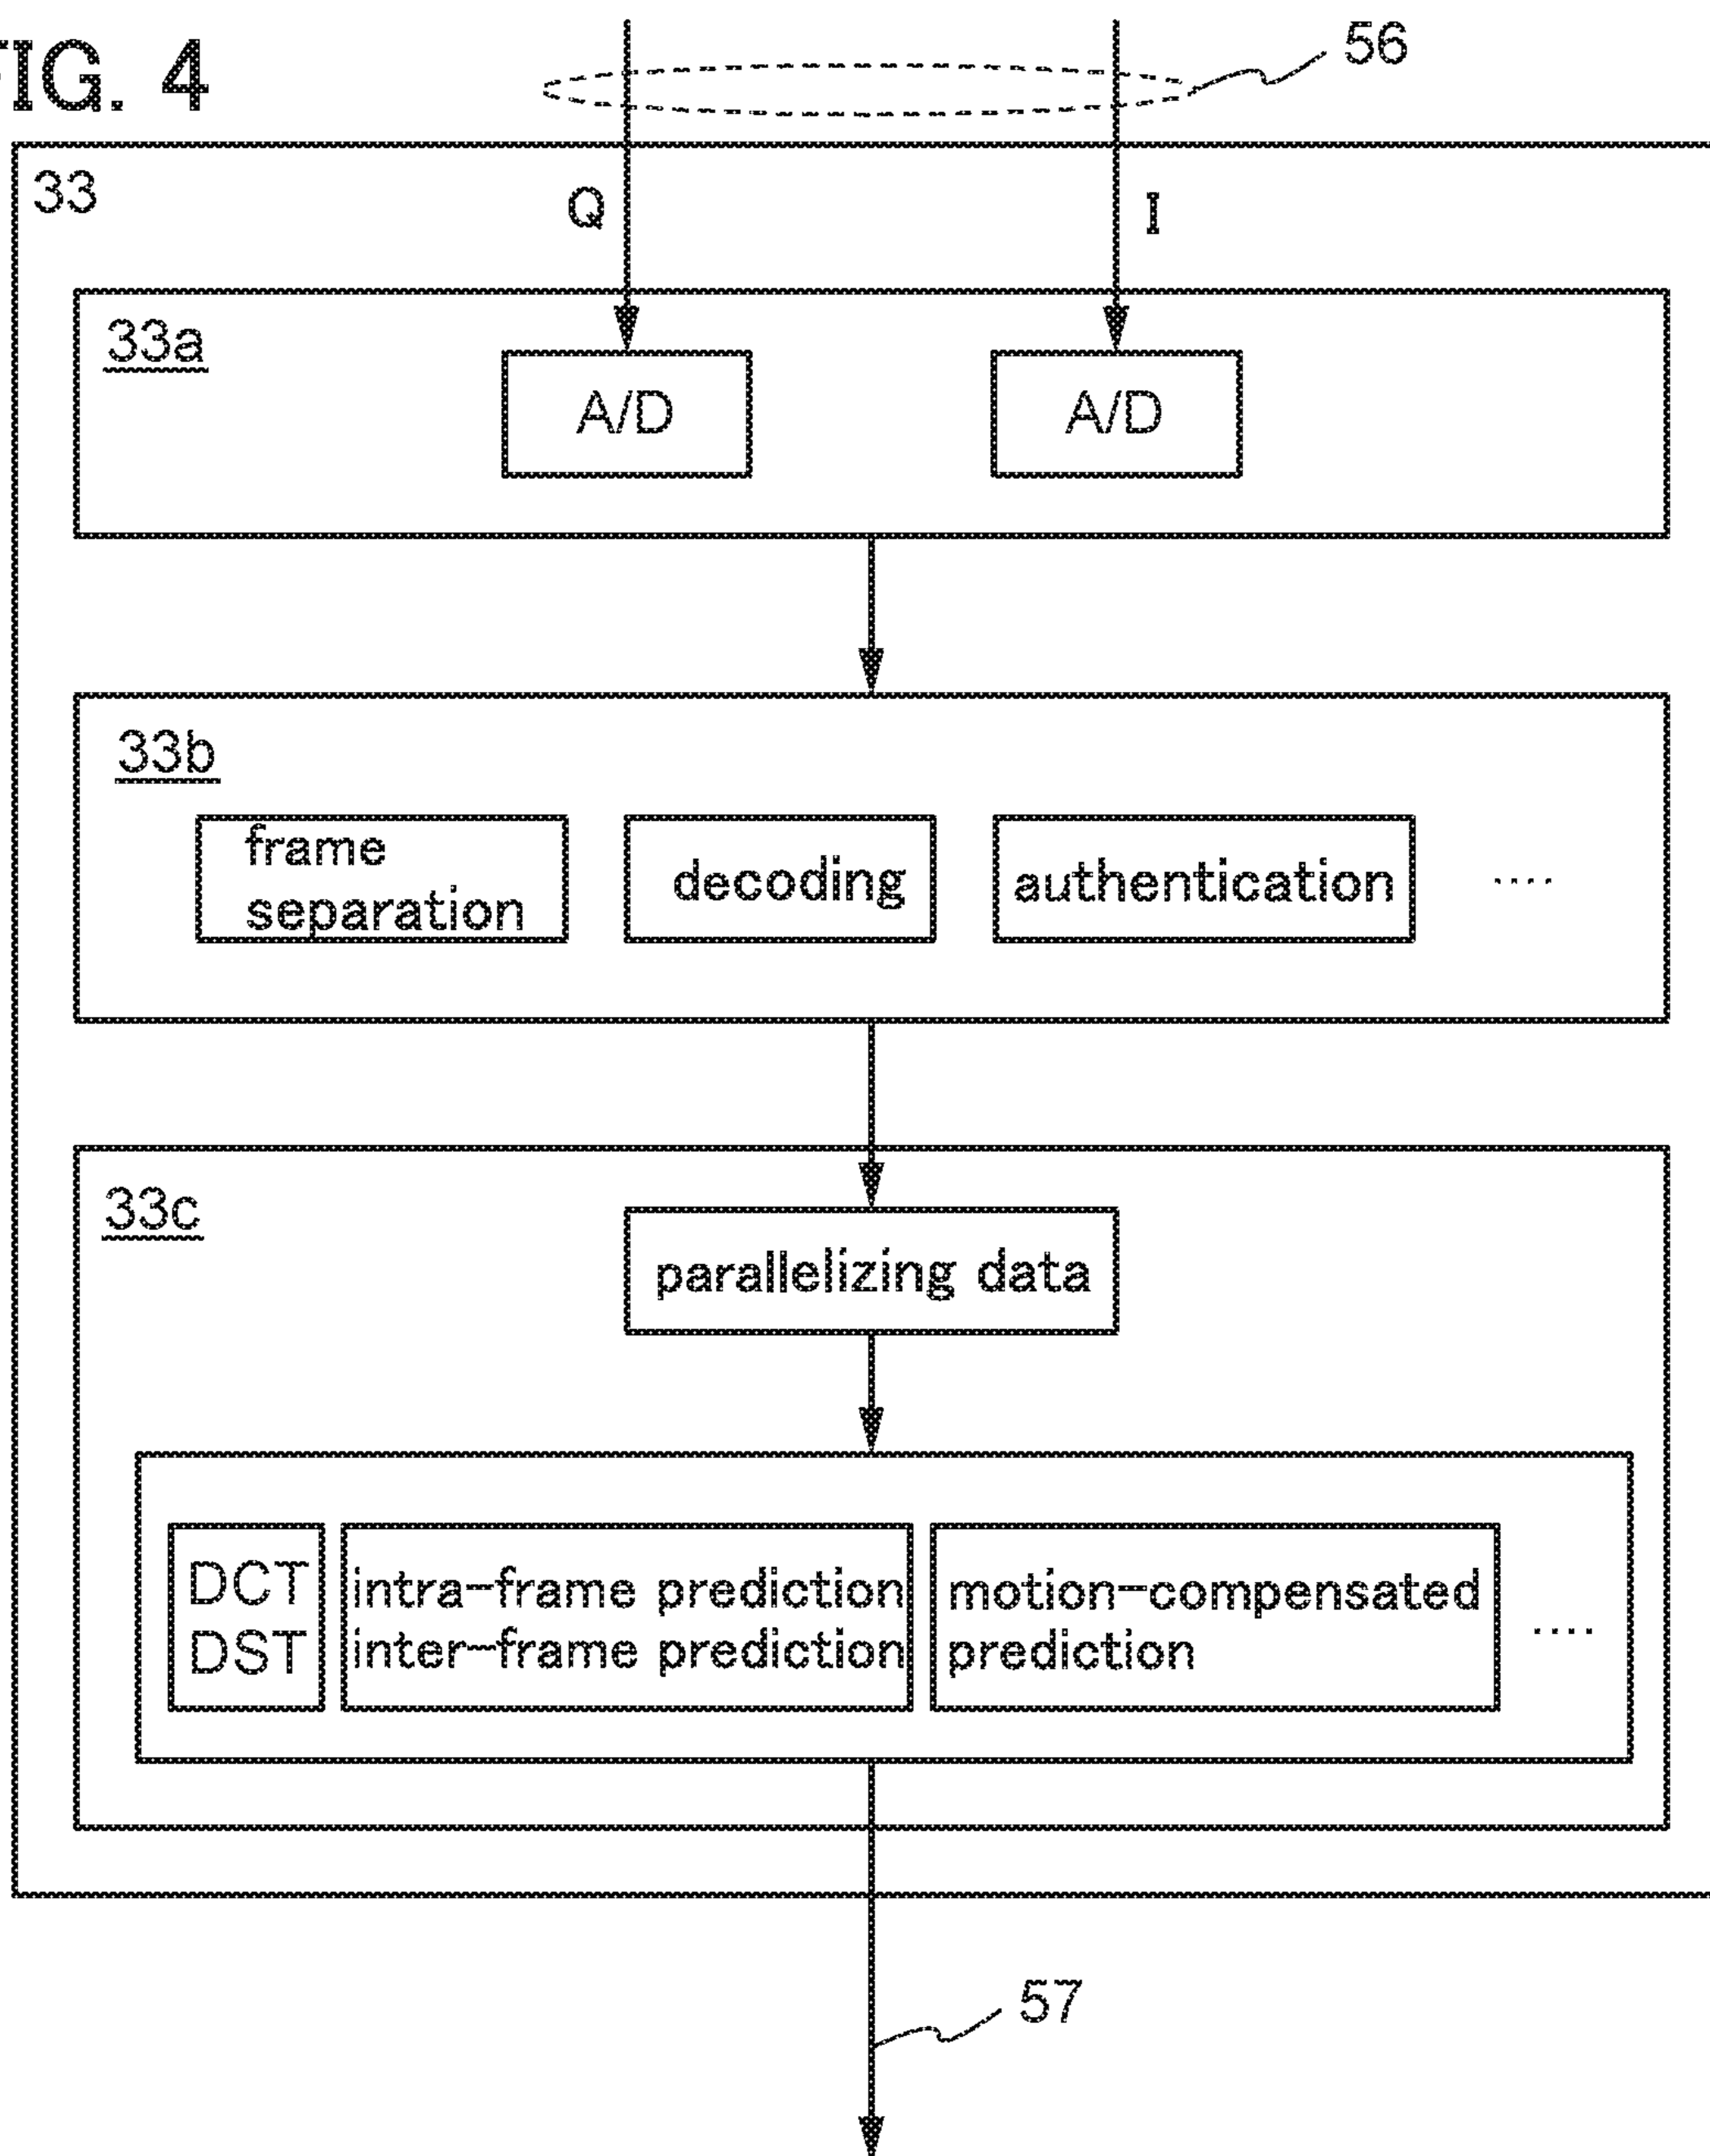 FIG. 4
56
33
Q
I
33a
A/D
A/D
33b
frame
separation
decoding
authentication
....
33c
parallelizing data
DCT
DST
intra-frame prediction
inter-frame prediction
motion-compensated
prediction
....
57